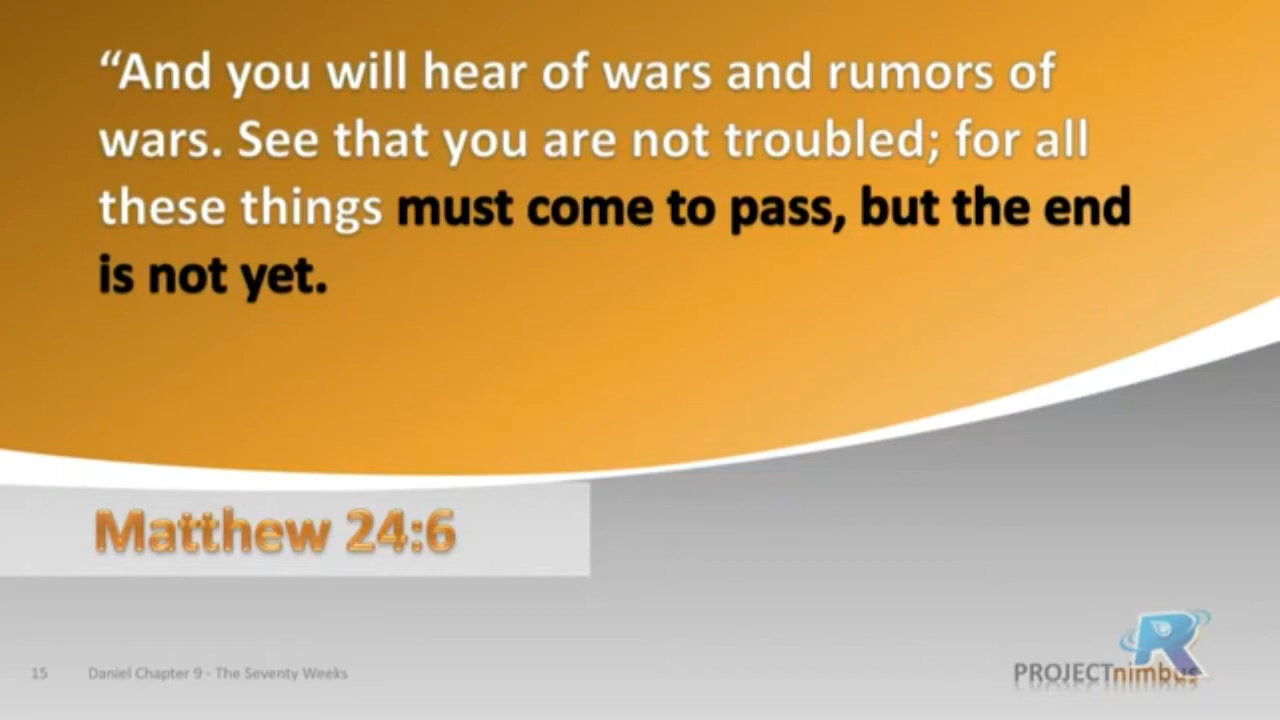 “And you will hear of wars and rumors of
wars. See that you are not troubled; for all
these things must come to pass, but the end
is not yet.
Matthew 24:6
15 Daniel Chapter 9 - The Seventy Weeks
R
PROJECTnimbus